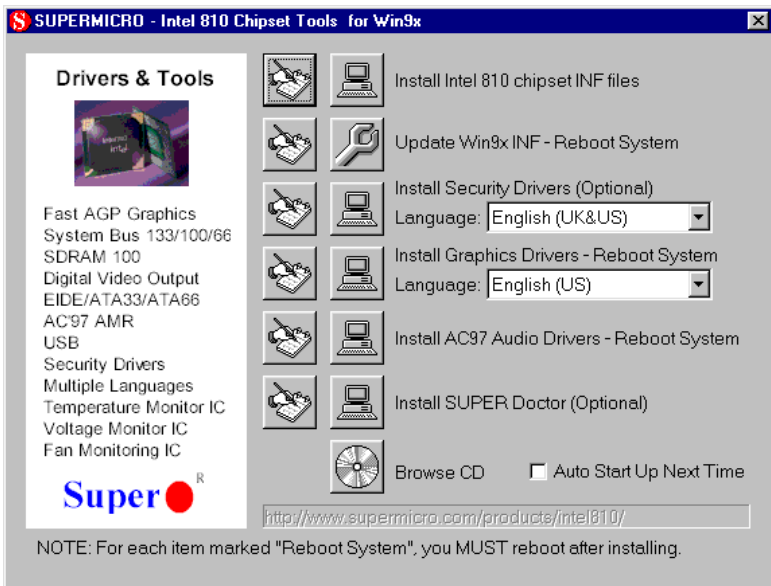 SUPERMICRO - Intel 810 Chipset Tools for Win9x
Drivers & Tools
intel
Fast AGP Graphics
System Bus 133/100/66
SDRAM 100
Digital Video Output
EIDE/ATA33/ATA66
AC'97 AMR
USB
Security Drivers
Multiple Languages
Temperature Monitor IC
Voltage Monitor IC
Fan Monitoring IC
Super
R
Install Intel 810 chipset INF files
Update Win9x INF - Reboot System
Install Security Drivers (Optional)
Language: English (UK&US)
Install Graphics Drivers - Reboot System
Language: English (US)
Install AC97 Audio Drivers - Reboot System
Install SUPER Doctor (Optional)
Browse CD
Auto Start Up Next Time
http://www.supermicro.com/products/intel810/
NOTE: For each item marked "Reboot System", you MUST reboot after installing.